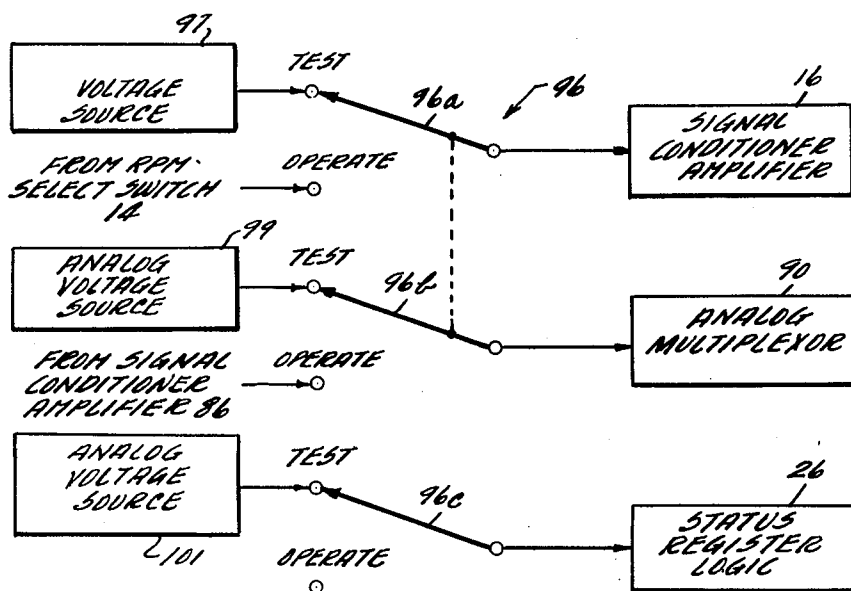 97
VOLTAGE
SOURCE
TEST
96a
96
16
SIGNAL
CONDITIONER
AMPLIFIER
FROM RPM-
SELECT SWITCH
14
OPERATE
99
ANALOG
VOLTAGE
SOURCE
TEST
96b
90
ANALOG
MULTIPLEXOR
FROM SIGNAL
CONDITIONER
AMPLIFIER 86
OPERATE
ANALOG
VOLTAGE
SOURCE
101
TEST
96c
26
STATUS
REGISTER
LOGIC
OPERATE